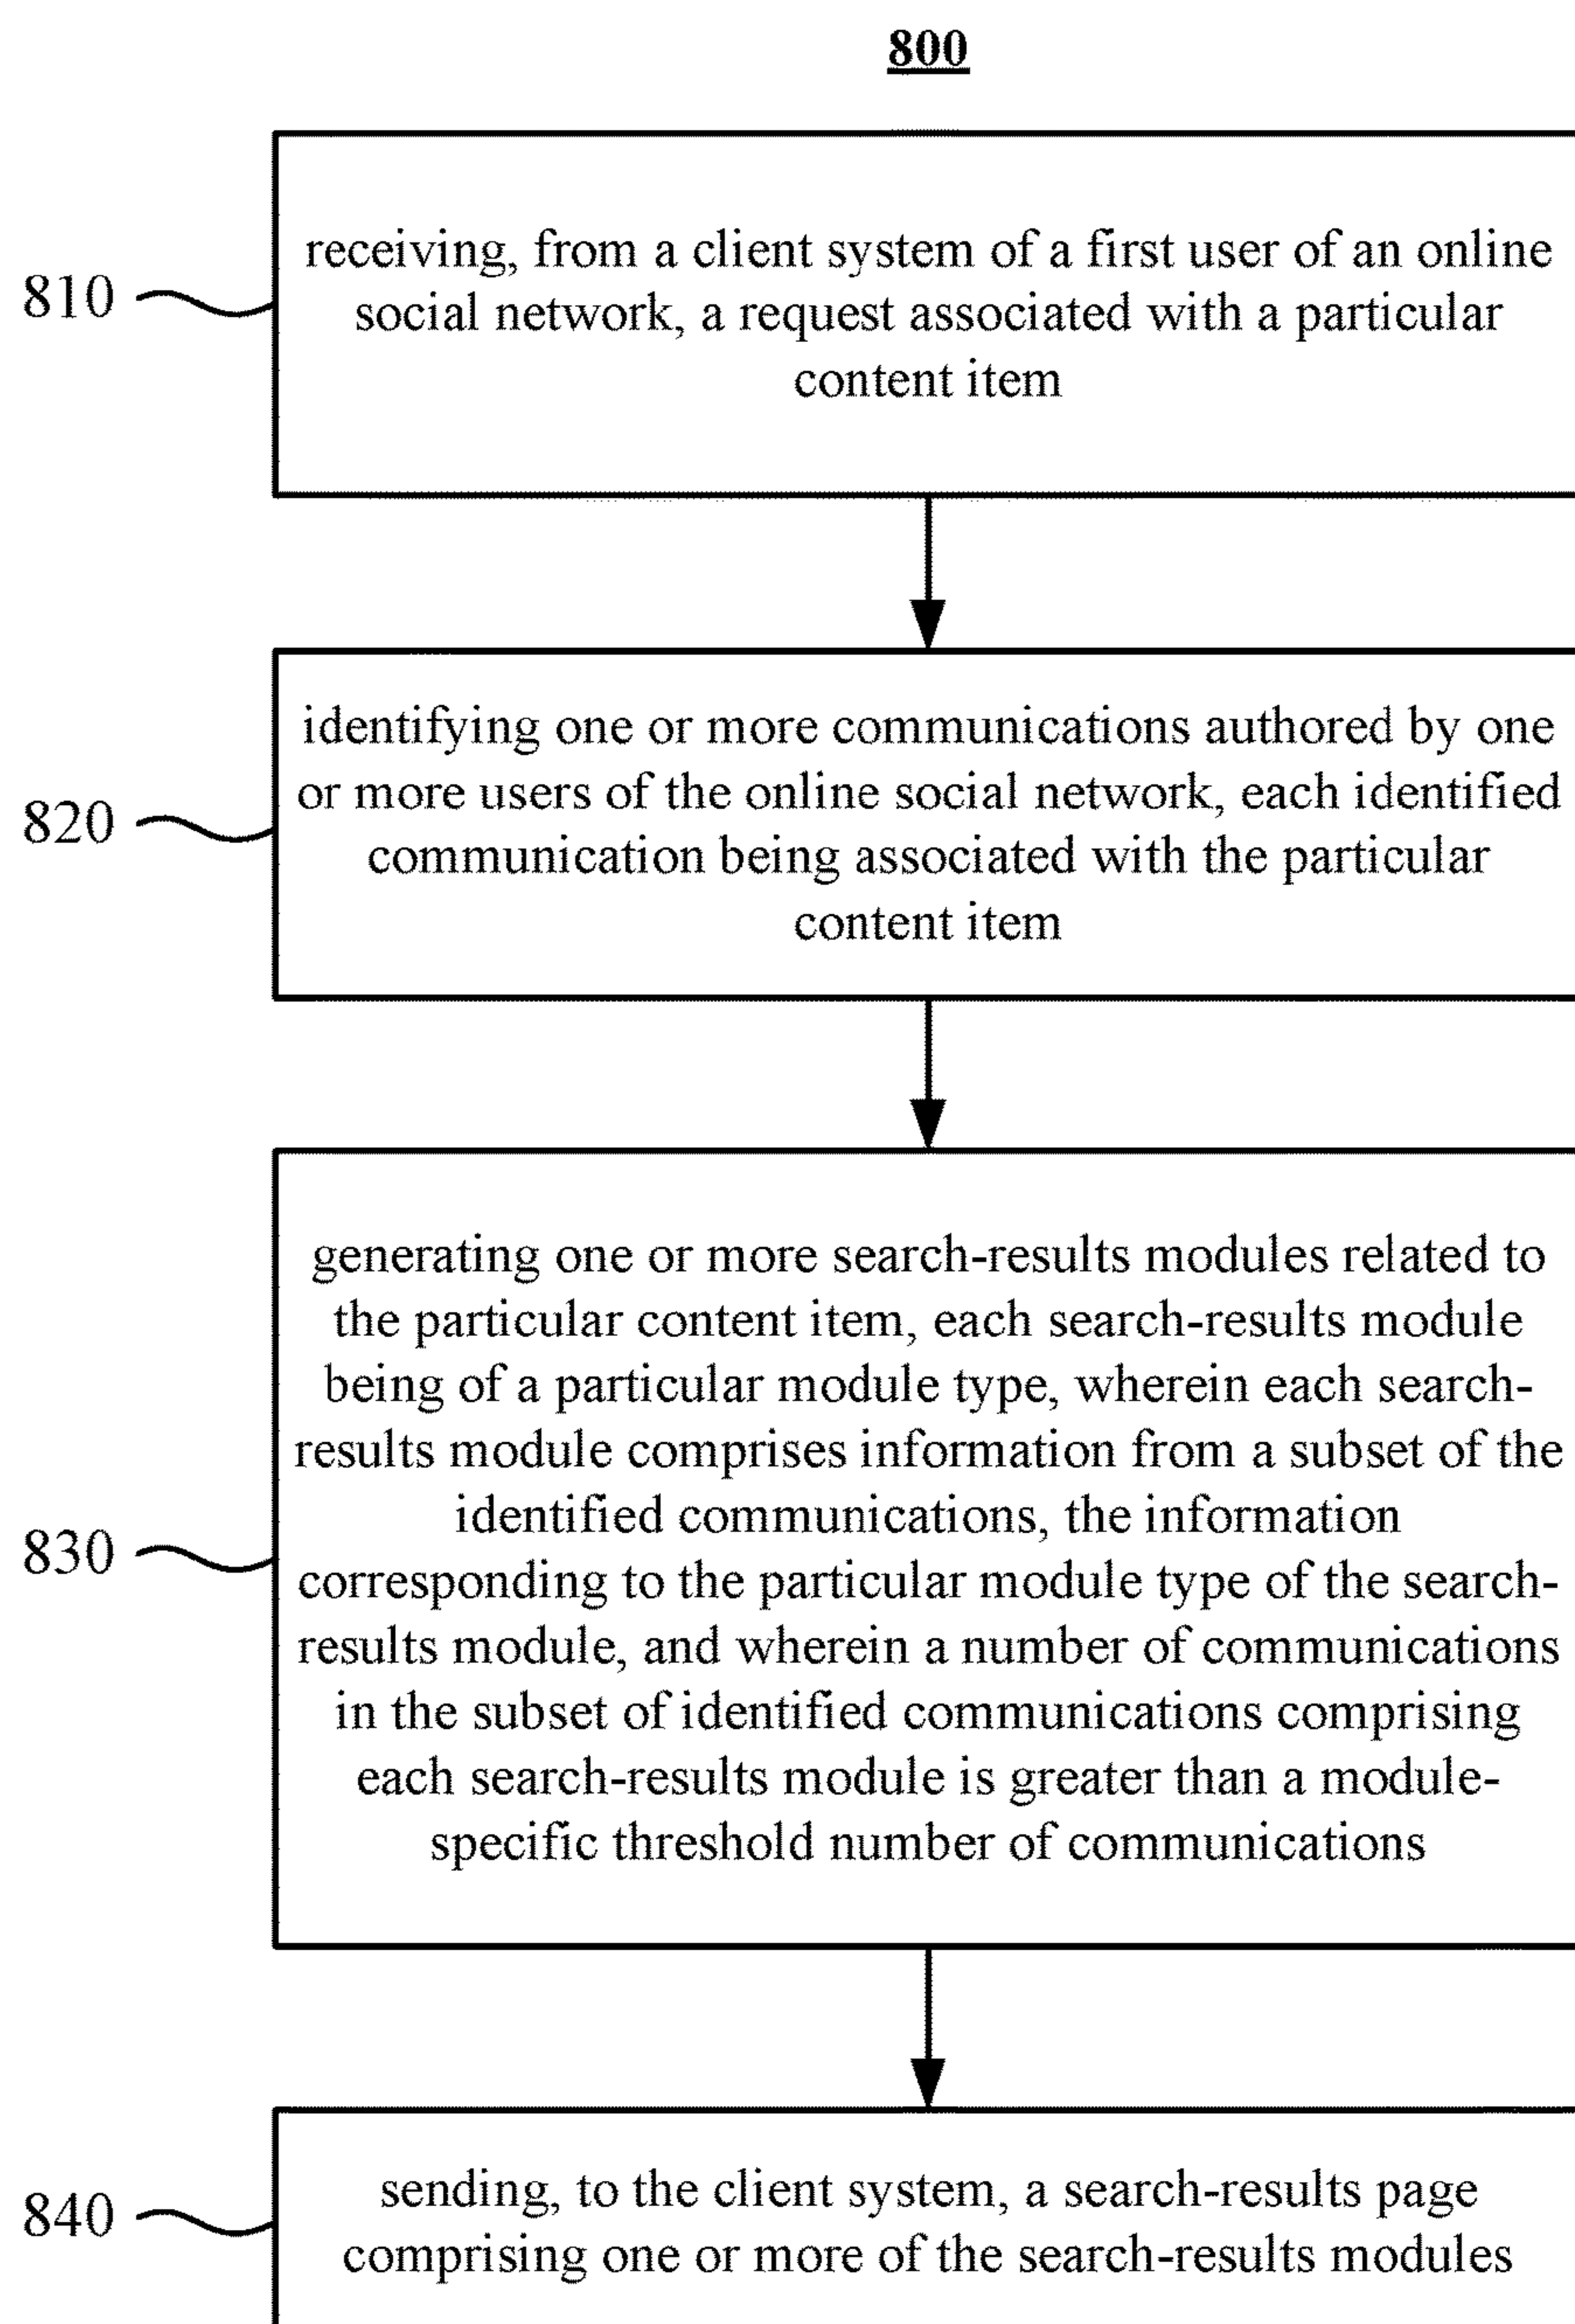 800
810
receiving, from a client system of a first user of an online
social network, a request associated with a particular
content item
820
identifying one or more communications authored by one
or more users of the online social network, each identified
communication being associated with the particular
content item
830
generating one or more search-results modules related to
the particular content item, each search-results module
being of a particular module type, wherein each search-
results module comprises information from a subset of the
identified communications, the information
corresponding to the particular module type of the search-
results module, and wherein a number of communications
in the subset of identified communications comprising
each search-results module is greater than a module-
specific threshold number of communications
840
sending, to the client system, a search-results page
comprising one or more of the search-results modules